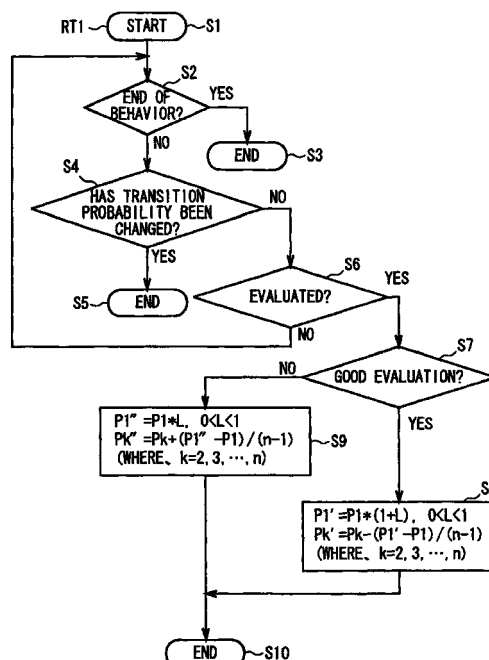 RT1 START S1
S2
END OF
BEHAVIOR?
YES
NO
END S3
S4
HAS TRANSITION
PROBABILITY BEEN
CHANGED?
NO
YES
S5 END
S6
EVALUATED?
YES
NO
S7
GOOD EVALUATION?
NO
YES
P1"=P1*L, 0<L<1
Pk"=Pk+(P1"-P1)/(n-1)
(WHERE, k=2, 3, ···, n)
S9
S
P1'=P1*(1+L), 0<L<1
Pk'=Pk-(P1'-P1)/(n-1)
(WHERE, k=2, 3, ···, n)
END S10